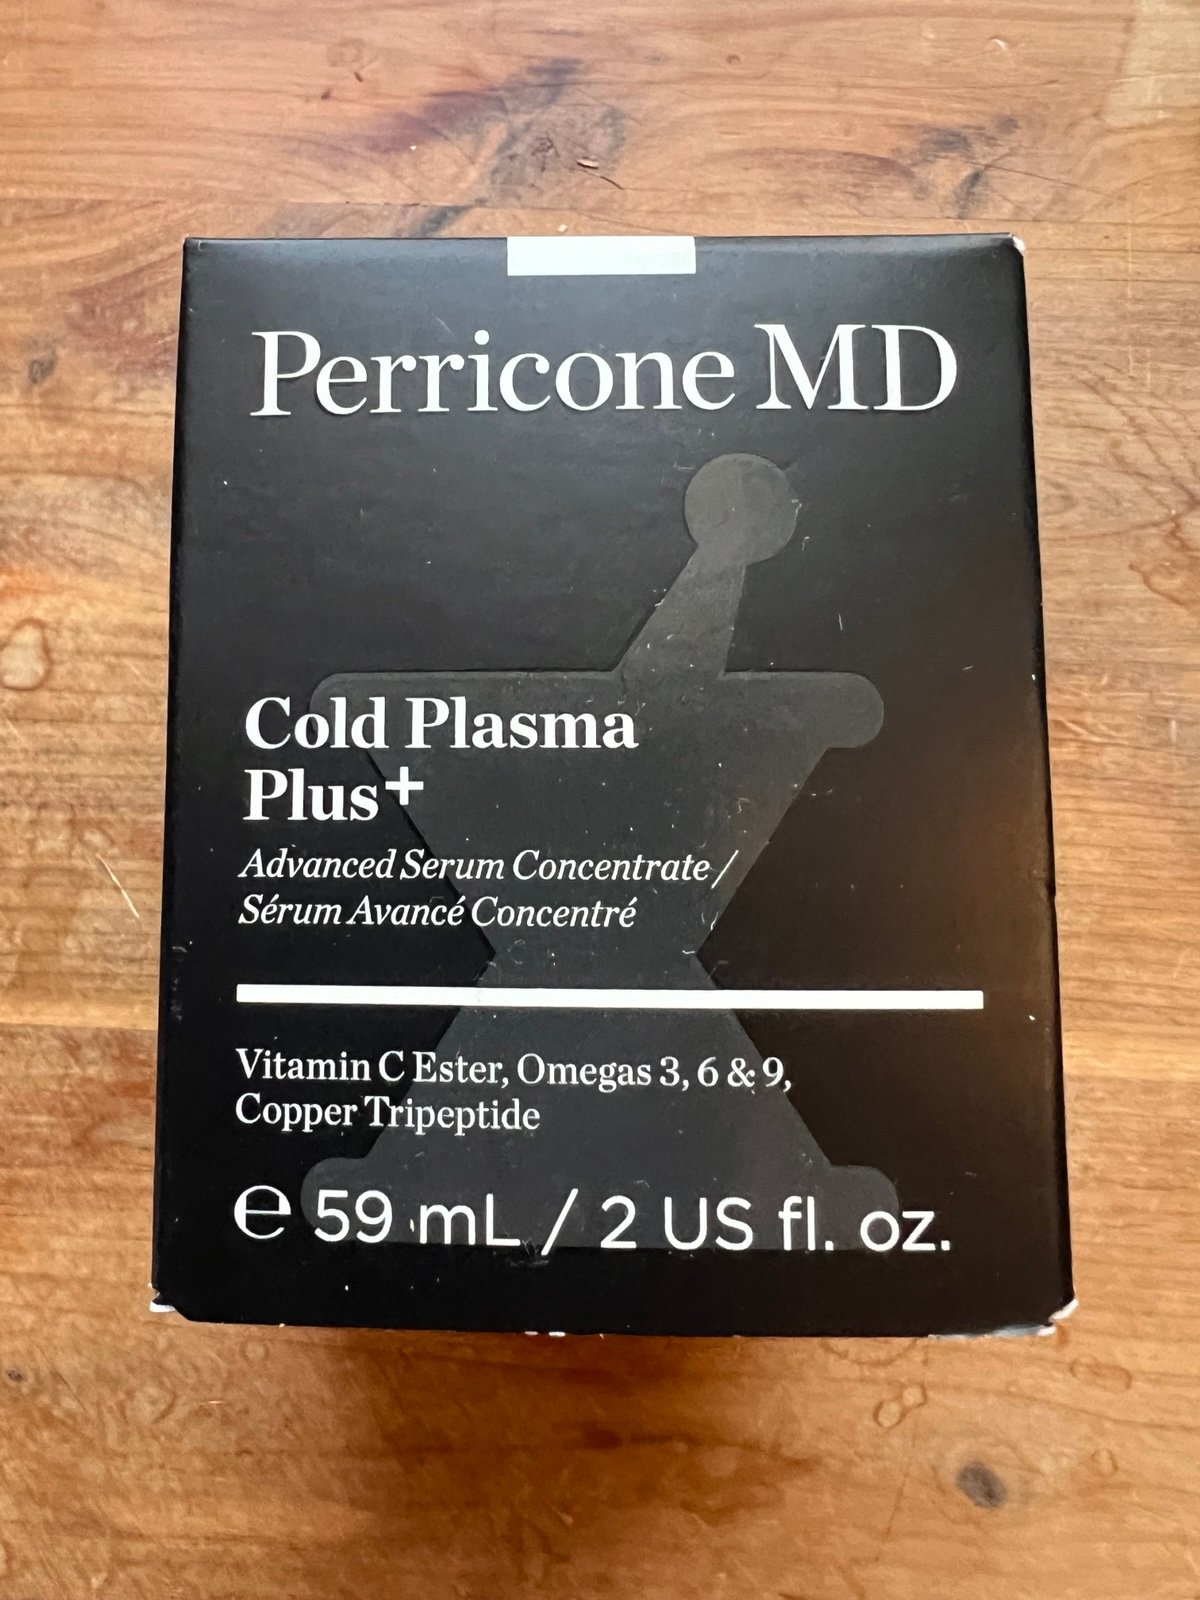 Perricone MD
Cold Plasma
Plus+
Advanced Serum Concentrate /
Sérum Avancé Concentré
Vitamin C Ester, Omegas 3, 6 & 9,
Copper Tripeptide
℮ 59 mL / 2 US fl. oz.